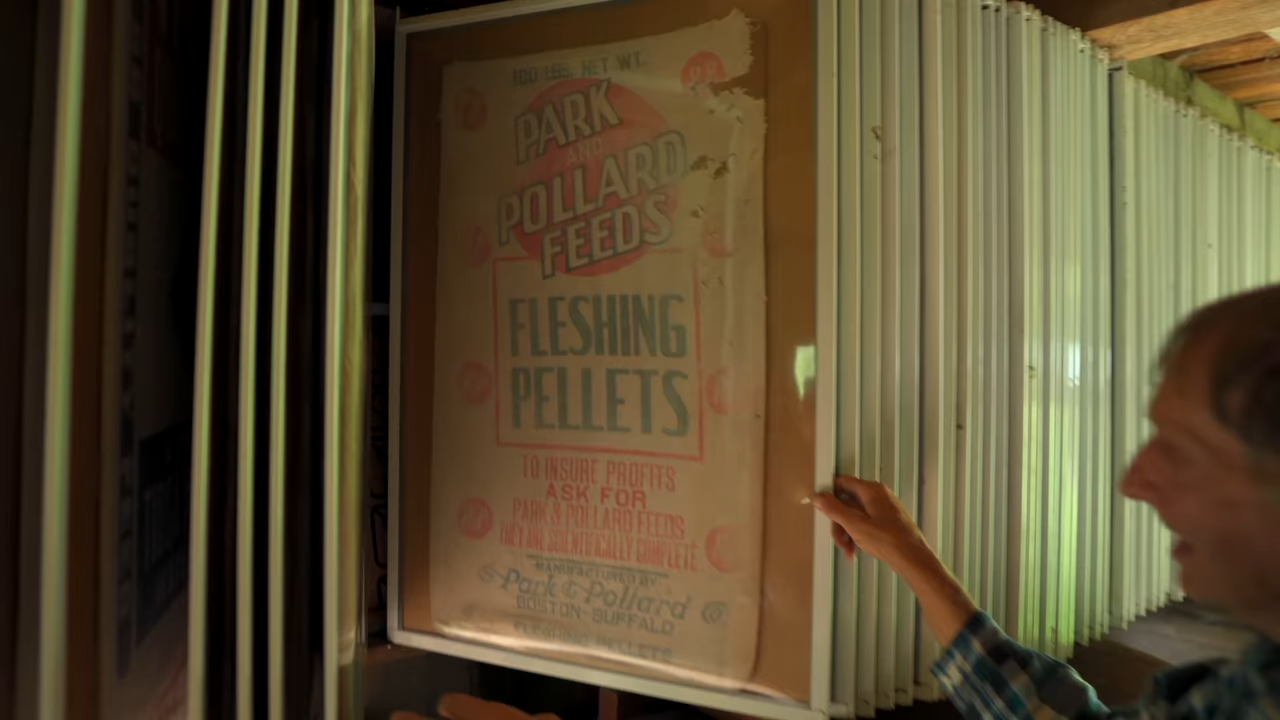 100 LBS. NET WT.
PARK
AND
POLLARD
FEEDS
FLESHING
PELLETS
TO INSURE PROFITS
ASK FOR
PARK & POLLARD FEEDS
THEY ARE SCIENTIFICALLY COMPLETE
MANUFACTURED BY
Park & Pollard Co
BOSTON-BUFFALO
FLESHING PELLETS